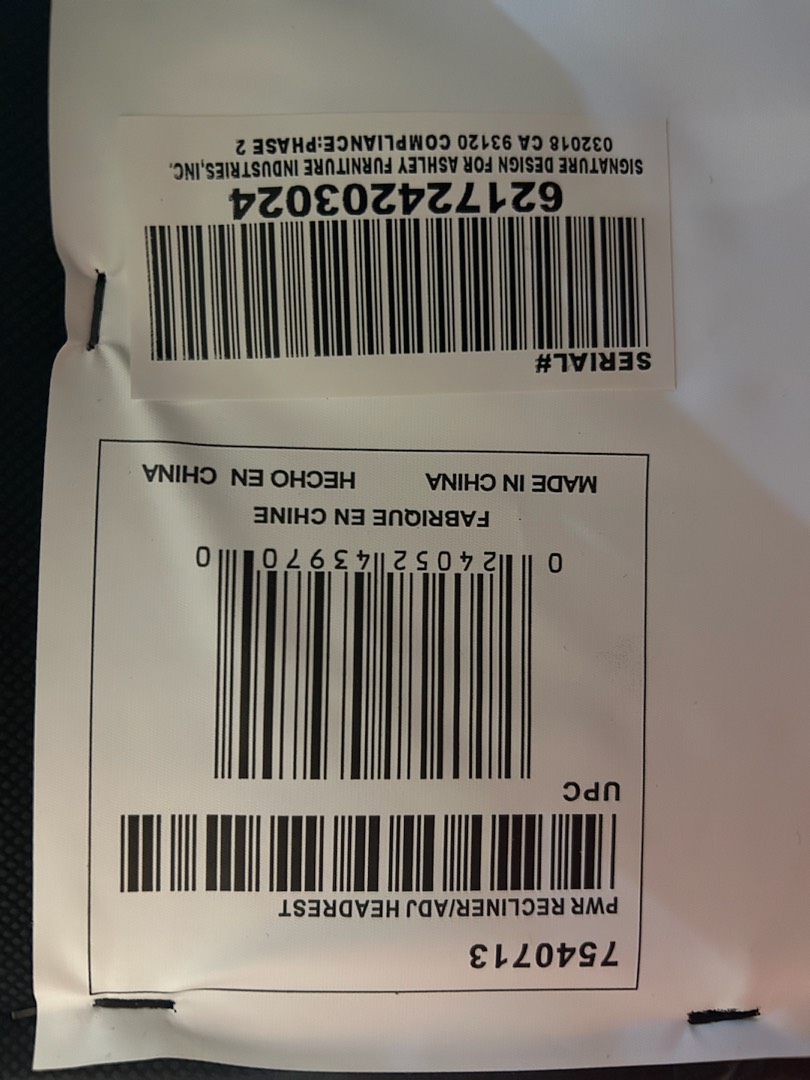 7540713
PWR RECLINER/ADJ HEADREST
UPC
0 24052 43970 0
FABRIQUE EN CHINE
MADE IN CHINA HECHO EN CHINA
SERIAL#
621724203024
SIGNATURE DESIGN FOR ASHLEY FURNITURE INDUSTRIES,INC.
032018 CA 93120 COMPLIANCE:PHASE 2